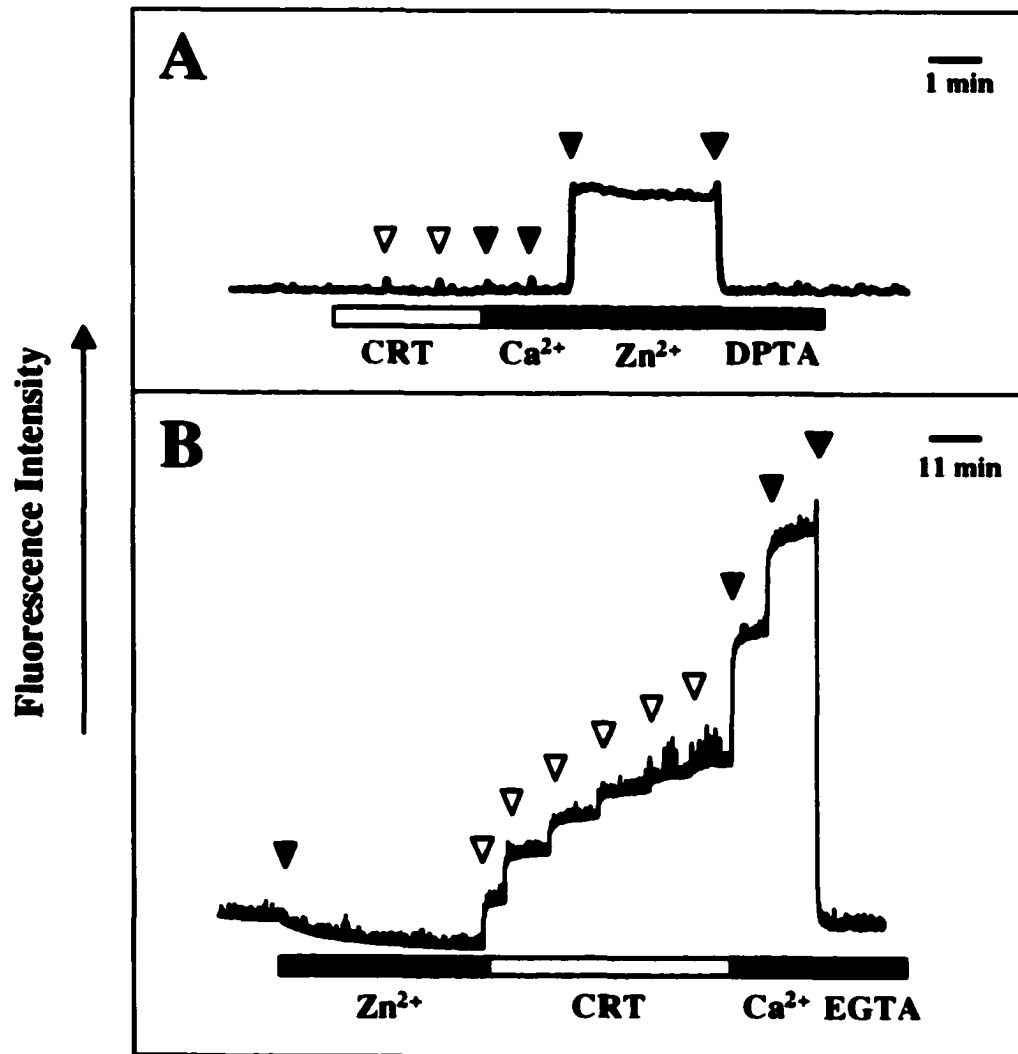 A
1 min
CRT Ca²⁺ Zn²⁺ DPTA
Fluorescence Intensity
B
11 min
Zn²⁺ CRT Ca²⁺ EGTA